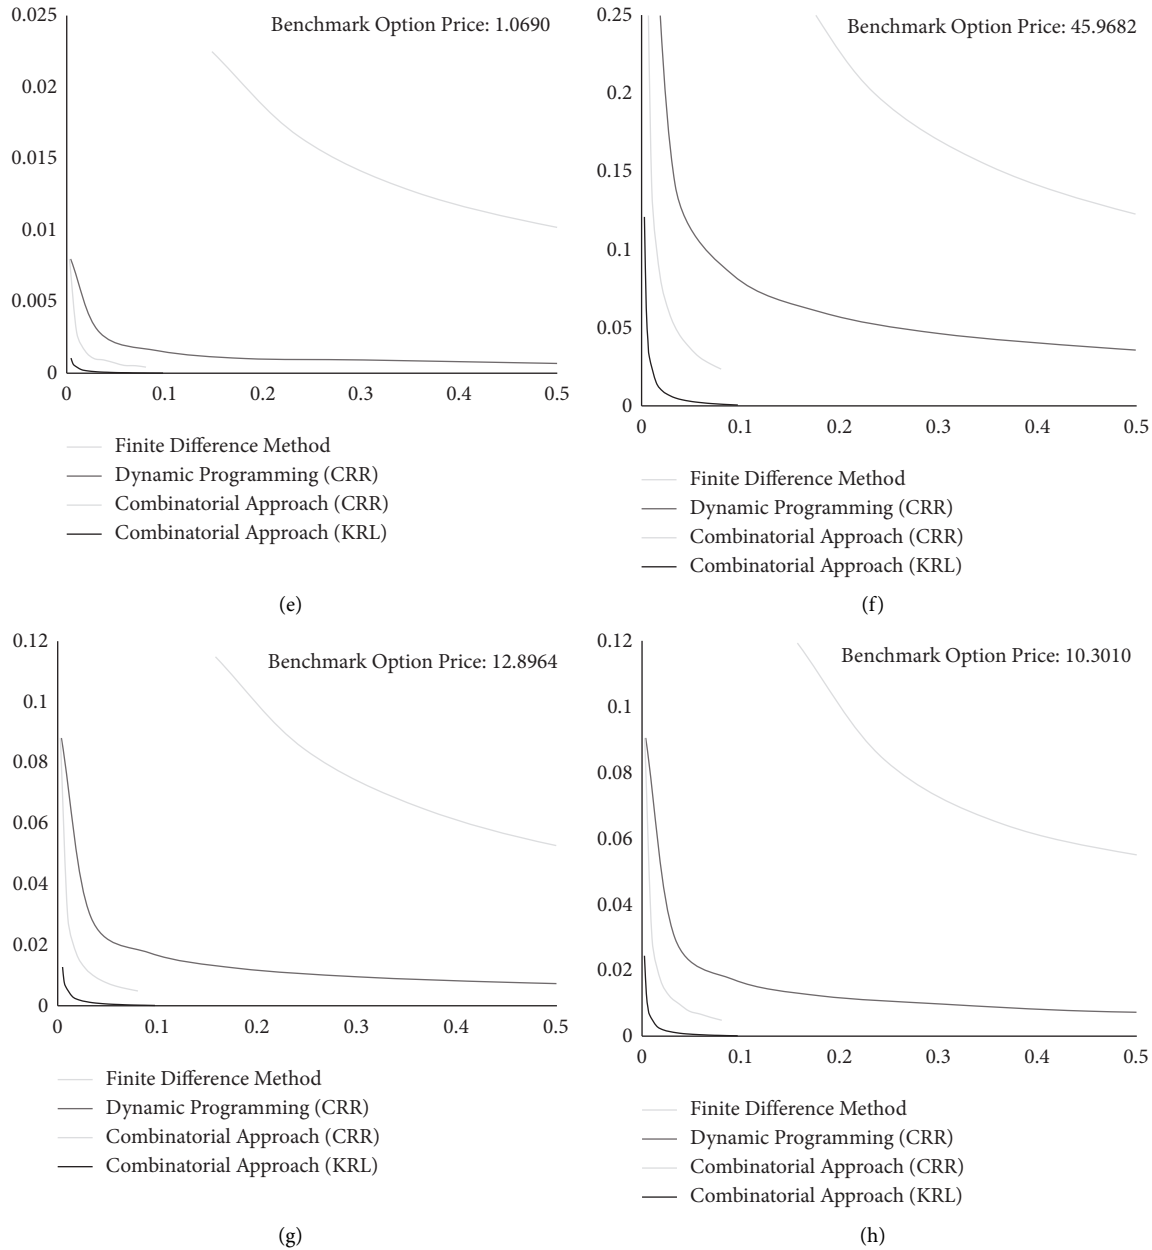 Benchmark Option Price: 1.0690
0.025
0.02
0.015
0.01
0.005
0
0 0.1 0.2 0.3 0.4 0.5
Finite Difference Method
Dynamic Programming (CRR)
Combinatorial Approach (CRR)
Combinatorial Approach (KRL)
(e)
Benchmark Option Price: 45.9682
0.25
0.2
0.15
0.1
0.05
0
0 0.1 0.2 0.3 0.4 0.5
Finite Difference Method
Dynamic Programming (CRR)
Combinatorial Approach (CRR)
Combinatorial Approach (KRL)
(f)
Benchmark Option Price: 12.8964
0.12
0.1
0.08
0.06
0.04
0.02
0
0 0.1 0.2 0.3 0.4 0.5
Finite Difference Method
Dynamic Programming (CRR)
Combinatorial Approach (CRR)
Combinatorial Approach (KRL)
(g)
Benchmark Option Price: 10.3010
0.12
0.1
0.08
0.06
0.04
0.02
0
0 0.1 0.2 0.3 0.4 0.5
Finite Difference Method
Dynamic Programming (CRR)
Combinatorial Approach (CRR)
Combinatorial Approach (KRL)
(h)